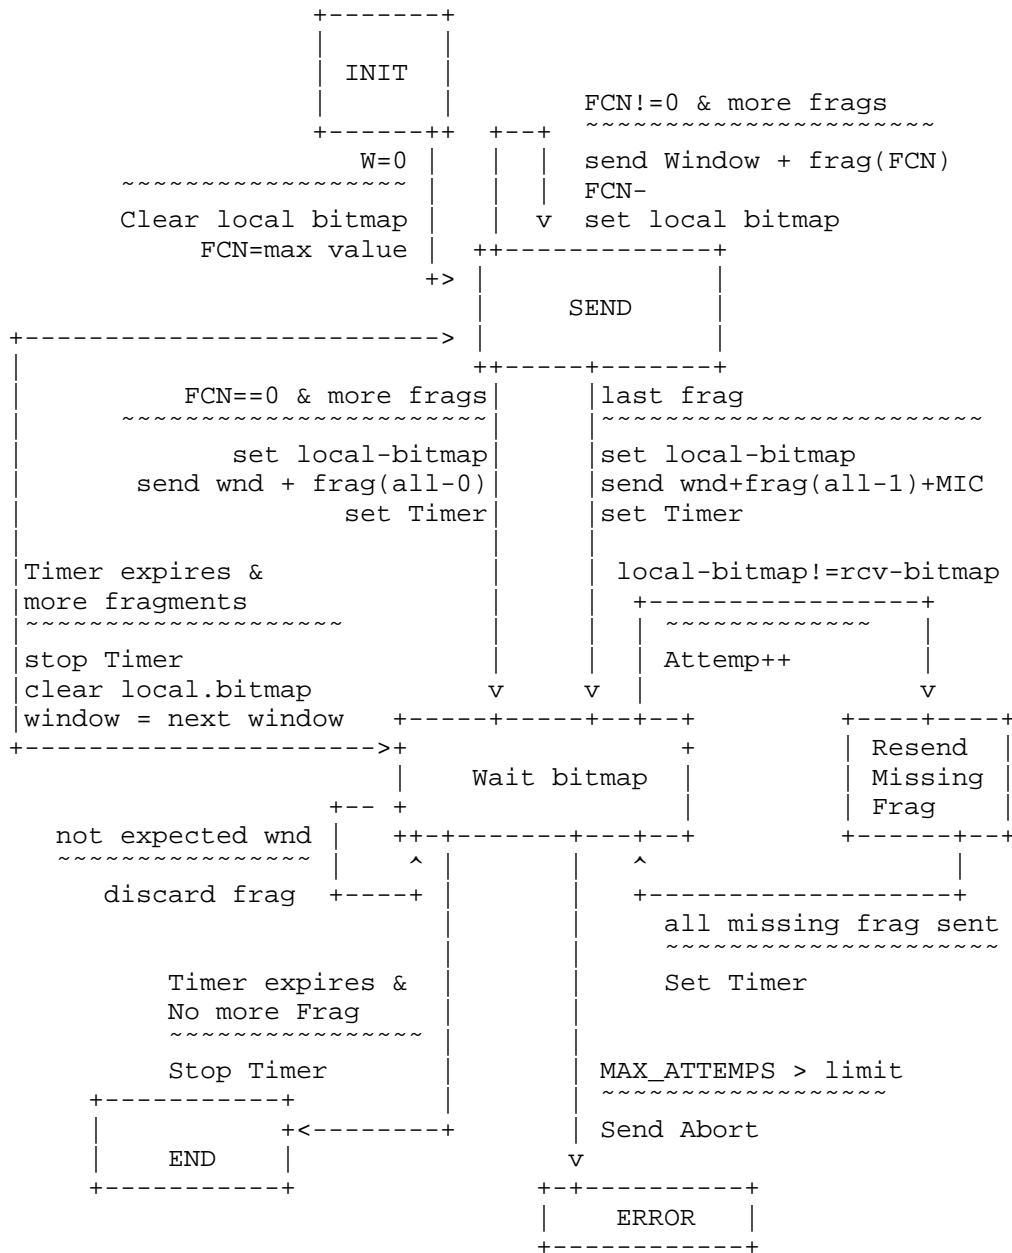 INIT
FCN!=0 & more frags
~~~~~~~~~~~~~~~~~~~~~~
W=0
send Window + frag(FCN)
~~~~~~~~~~~~~~~~~~
FCN-
Clear local bitmap
set local bitmap
FCN=max value
SEND
FCN==0 & more frags
last frag
~~~~~~~~~~~~~~~~~~~~~~~
~~~~~~~~~~~~~~~~~~~~~~~~
set local-bitmap
set local-bitmap
send wnd + frag(all-0)
send wnd+frag(all-1)+MIC
set Timer
set Timer
Timer expires &
local-bitmap!=rcv-bitmap
more fragments
~~~~~~~~~~~~~~~~~~~~
~~~~~~~~~~~~~
stop Timer
Attemp++
clear local.bitmap
window = next window
Resend
Wait bitmap
Missing
Frag
not expected wnd
~~~~~~~~~~~~~~~~
discard frag
all missing frag sent
~~~~~~~~~~~~~~~~~~~~~
Timer expires &
Set Timer
No more Frag
~~~~~~~~~~~~~~~~
Stop Timer
MAX_ATTEMPS > limit
~~~~~~~~~~~~~~~~~~
Send Abort
END
ERROR